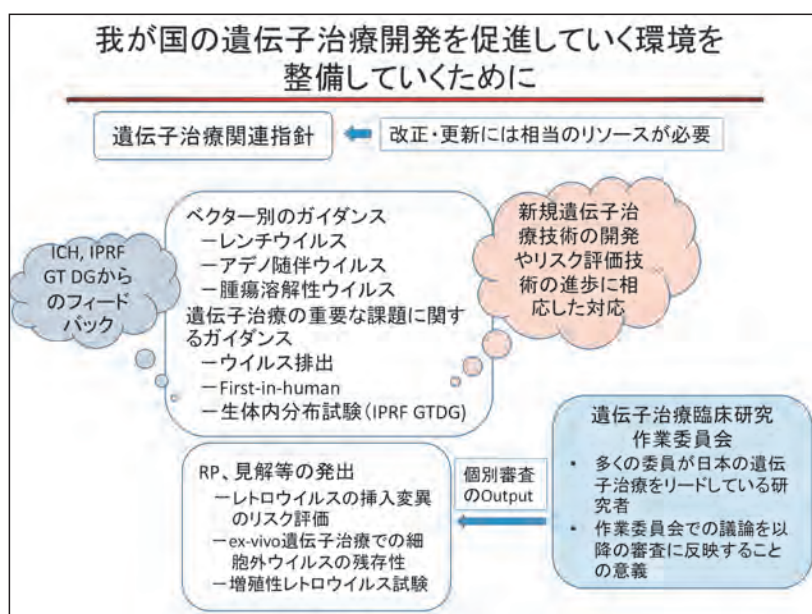 我が国の遺伝子治療開発を促進していく環境を
整備していくために
遺伝子治療関連指針
改正・更新には相当のリソースが必要
ICH, IPRF
GT DGから
のフィード
バック
ベクター別のガイダンス
－レンチウイルス
－アデノ随伴ウイルス
－腫瘍溶解性ウイルス
遺伝子治療の重要な課題に関す
るガイダンス
－ウイルス排出
－First-in-human
－生体内分布試験（IPRF GTDG)
新規遺伝子治
療技術の開発
やリスク評価技
術の進歩に相
応した対応
RP、見解等の発出
－レトロウイルスの挿入変異
のリスク評価
－ex-vivo遺伝子治療での細
胞外ウイルスの残存性
－増殖性レトロウイルス試験
個別審査
のOutput
遺伝子治療臨床研究
作業委員会
• 多くの委員が日本の遺伝
子治療をリードしている研
究者
• 作業委員会での議論を以
降の審査に反映すること
の意義